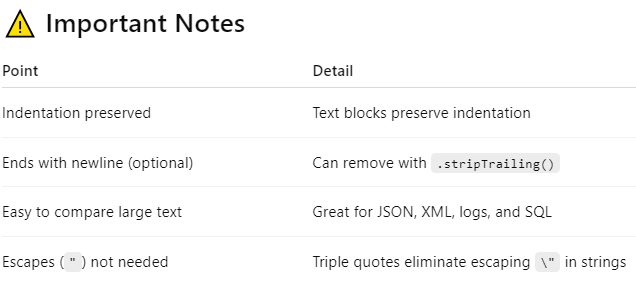 ⚠ Important Notes
Point Detail
Indentation preserved Text blocks preserve indentation
Ends with newline (optional) Can remove with .stripTrailing()
Easy to compare large text Great for JSON, XML, logs, and SQL
Escapes ( " ) not needed Triple quotes eliminate escaping \" in strings